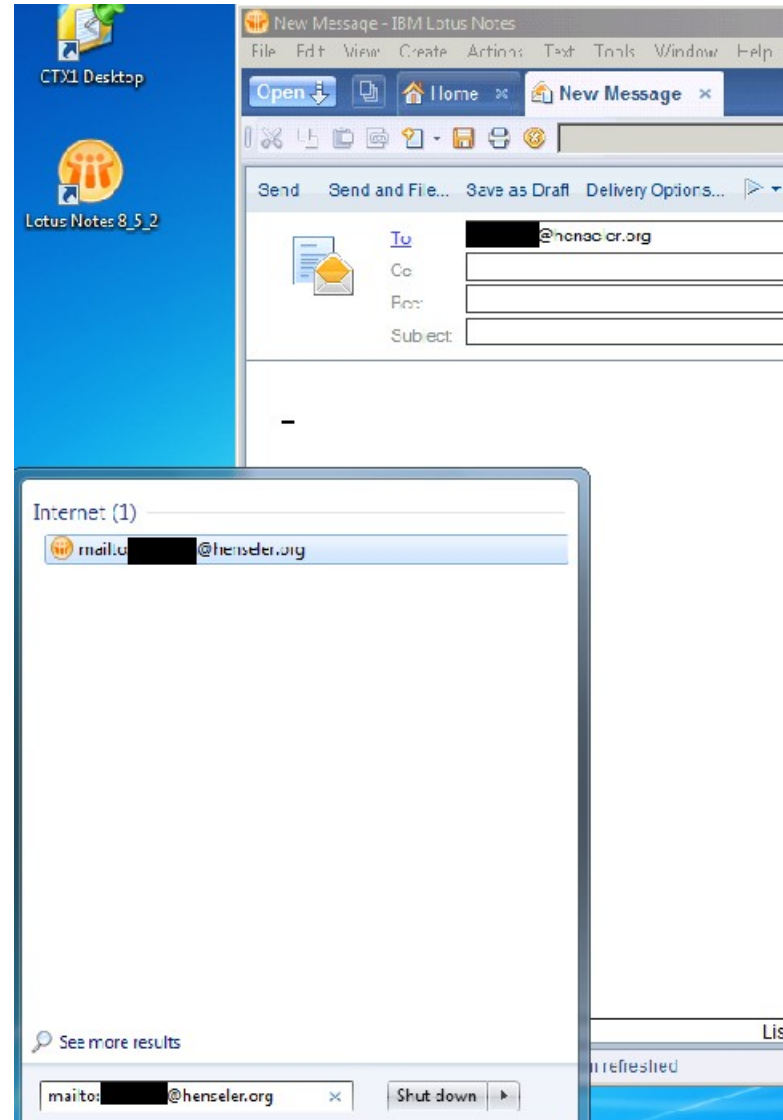 CTX1 Desktop
Lotus Notes 8_5_2
New Message - IBM Lotus Notes
File Edit View Create Actions Text Tools Window Help
Open Home New Message
Send Send and File... Save as Draft Delivery Options...
To @henseler.org
Cc
Bcc:
Subject:
Internet (1)
mailto: @henseler.org
See more results
refreshed
mailto: @henseler.org
Shut down